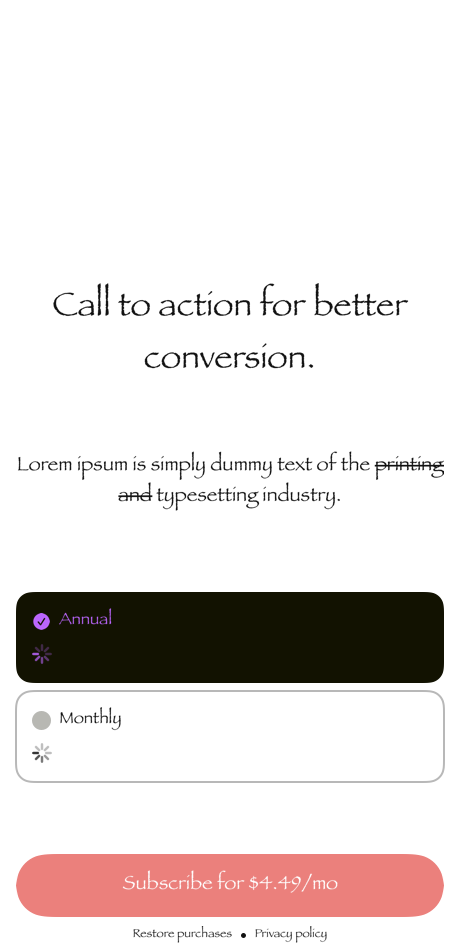 Call to action for better
conversion.
Lorem ipsum is simply dummy text of the printing
and typesetting industry.
Annual
Monthly
Subscribe for $4.49/mo
Restore purchases • Privacy policy